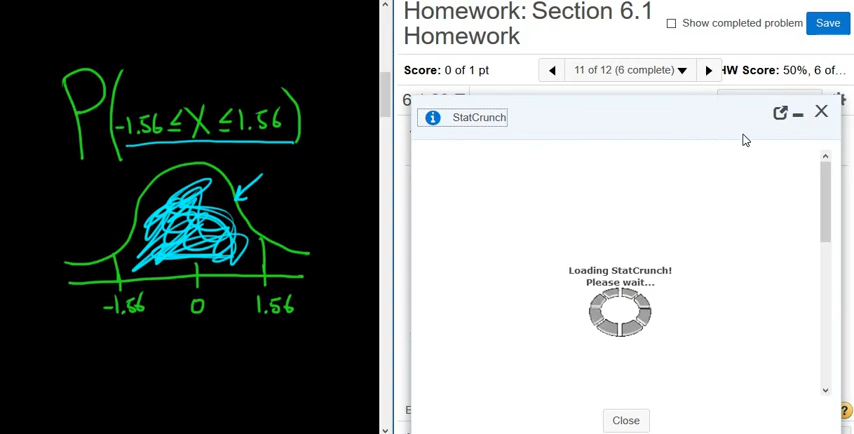 P(-1.56 ≤ X ≤ 1.56)
-1.56 0 1.56
Homework: Section 6.1
Homework
Show completed problem
Save
Score: 0 of 1 pt
11 of 12 (6 complete)
HW Score: 50%, 6 of...
StatCrunch
Loading StatCrunch!
Please wait...
Close
?